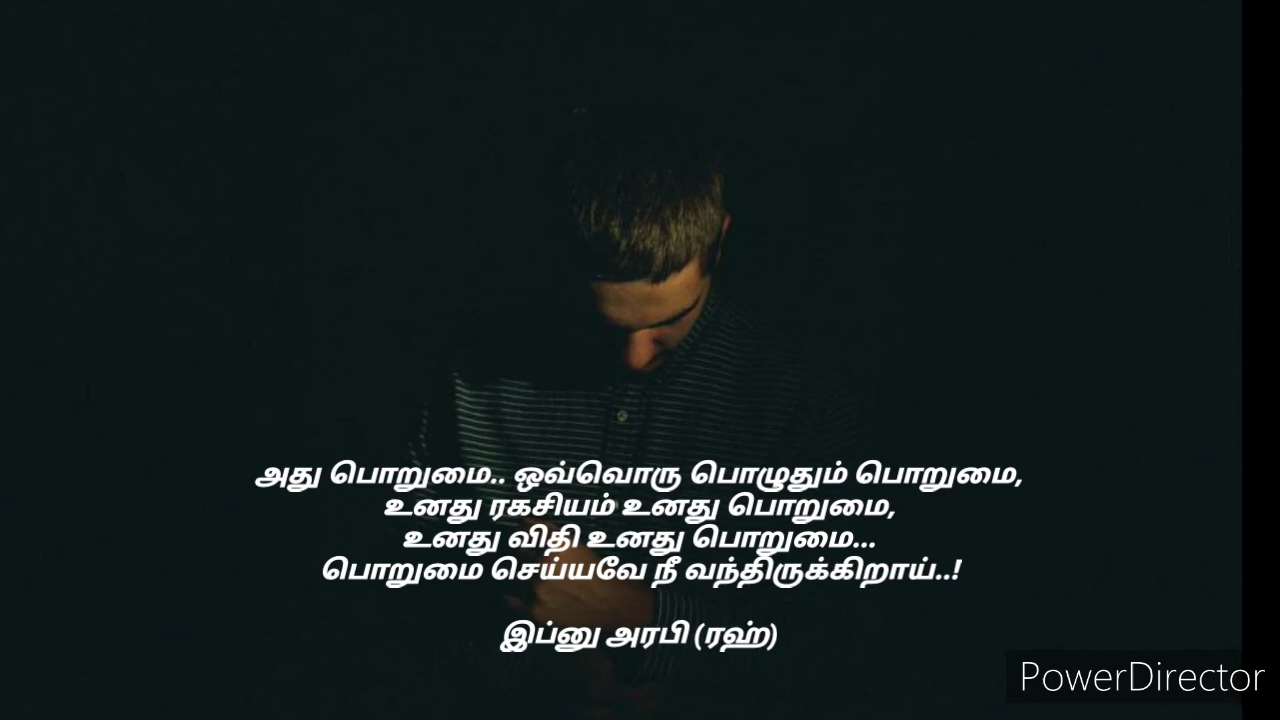 அது பொறுமை.. ஒவ்வொரு பொழுதும் பொறுமை,
உனது ரகசியம் உனது பொறுமை,
உனது விதி உனது பொறுமை...
பொறுமை செய்யவே நீ வந்திருக்கிறாய்..!
இப்னு அரபி (ரஹ்)
PowerDirector